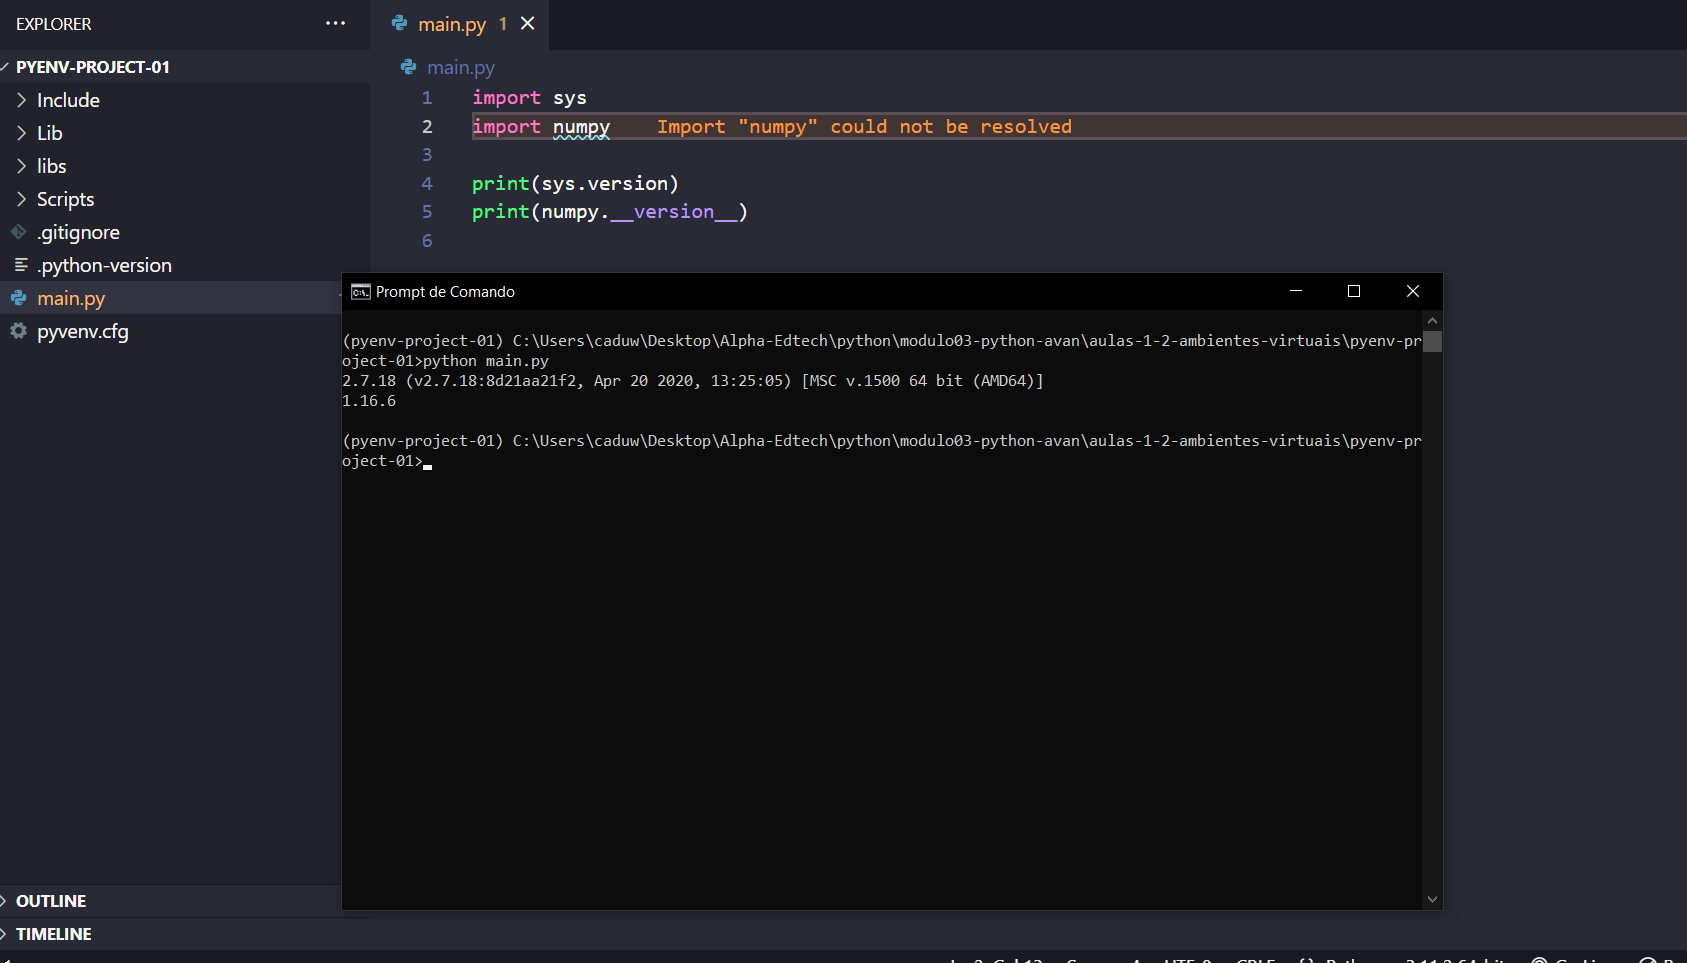 EXPLORER
PYENV-PROJECT-01
Include
Lib
libs
Scripts
.gitignore
.python-version
main.py
pyvenv.cfg
OUTLINE
TIMELINE
main.py 1
main.py
1 import sys
2 import numpy Import "numpy" could not be resolved
3
4 print(sys.version)
5 print(numpy.__version__)
6
Prompt de Comando
(pyenv-project-01) C:\Users\caduw\Desktop\Alpha-Edtech\python\modulo03-python-avan\aulas-1-2-ambientes-virtuais\pyenv-pr
oject-01>python main.py
2.7.18 (v2.7.18:8d21aa21f2, Apr 20 2020, 13:25:05) [MSC v.1500 64 bit (AMD64)]
1.16.6
(pyenv-project-01) C:\Users\caduw\Desktop\Alpha-Edtech\python\modulo03-python-avan\aulas-1-2-ambientes-virtuais\pyenv-pr
oject-01>